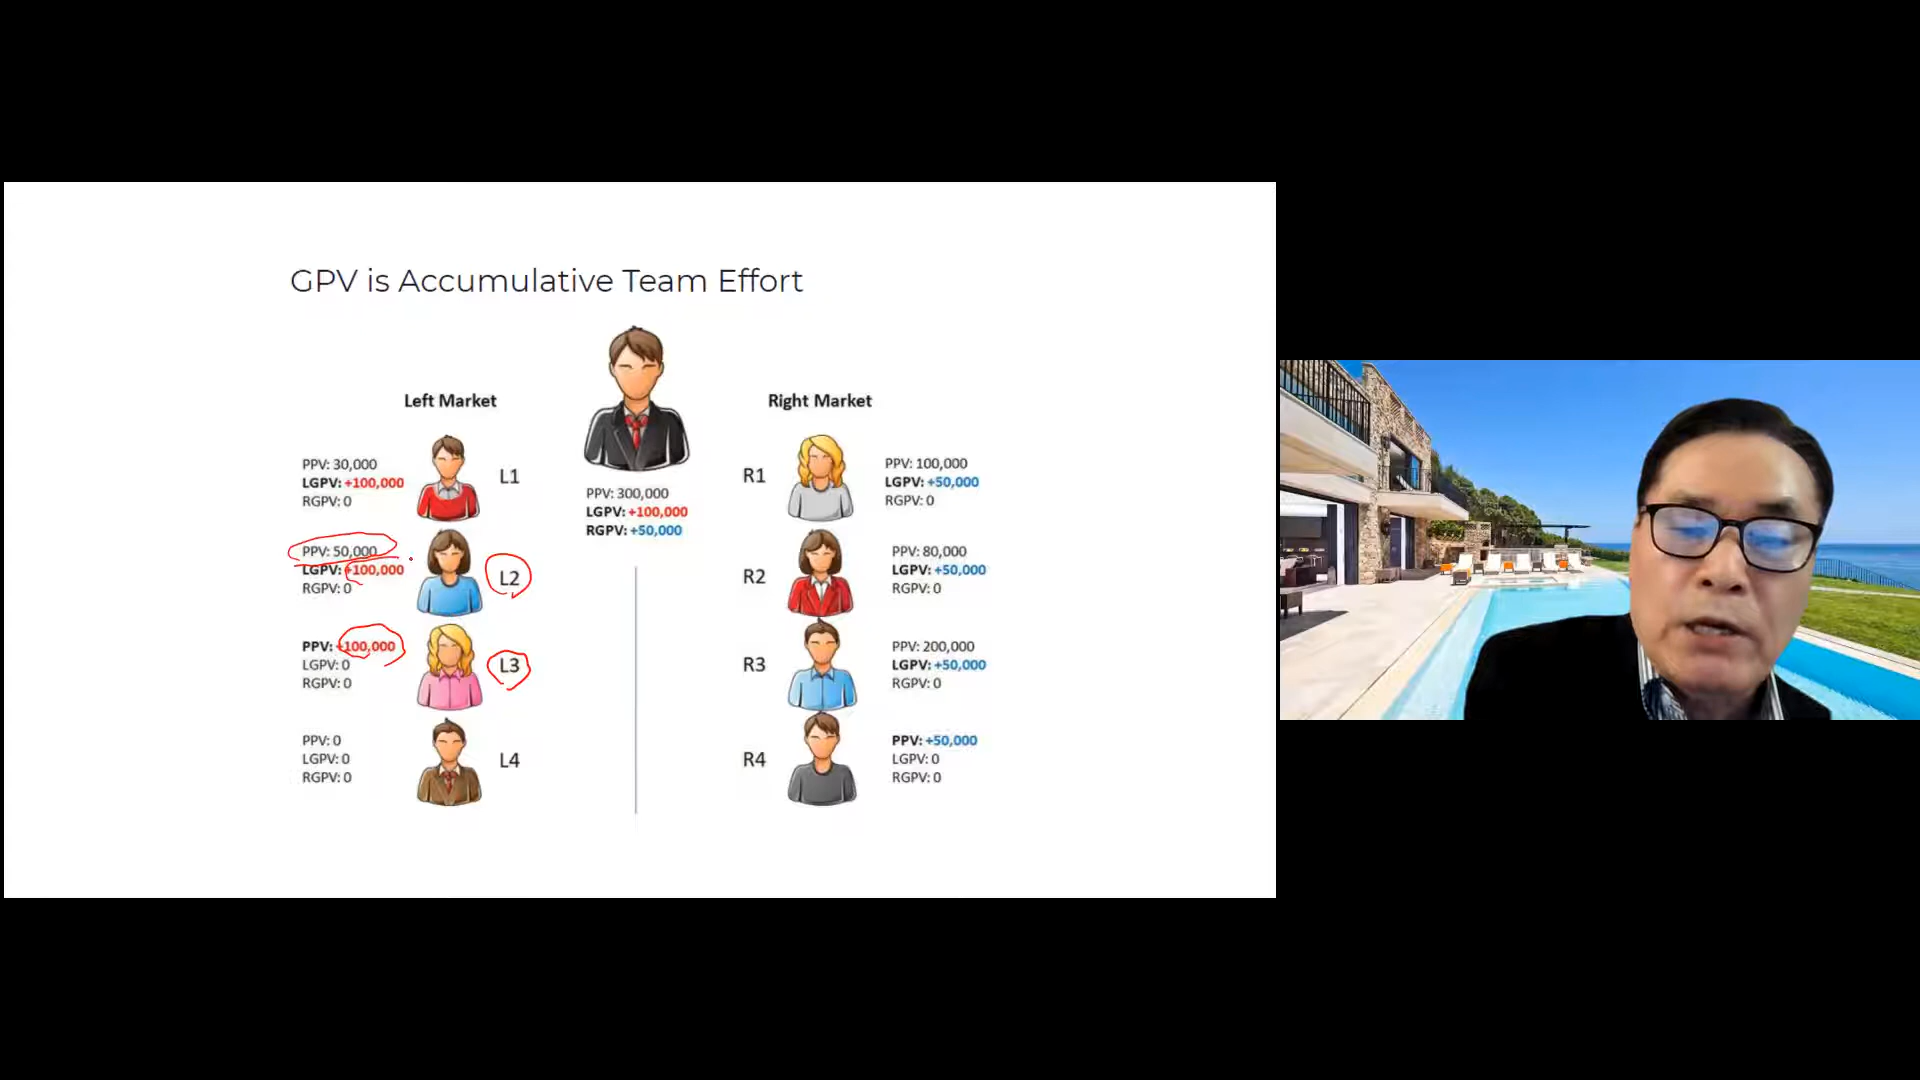 GPV is Accumulative Team Effort
Left Market
Right Market
PPV: 30,000
LGPV: +100,000
RGPV: 0
L1
PPV: 300,000
LGPV: +100,000
RGPV: +50,000
R1
PPV: 100,000
LGPV: +50,000
RGPV: 0
PPV: 50,000
LGPV: +100,000
RGPV: 0
L2
R2
PPV: 80,000
LGPV: +50,000
RGPV: 0
PPV: +100,000
LGPV: 0
RGPV: 0
L3
R3
PPV: 200,000
LGPV: +50,000
RGPV: 0
PPV: 0
LGPV: 0
RGPV: 0
L4
R4
PPV: +50,000
LGPV: 0
RGPV: 0